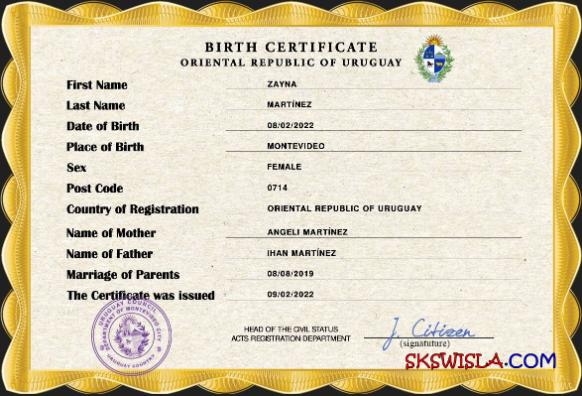 BIRTH CERTIFICATE
ORIENTAL REPUBLIC OF URUGUAY
First Name ZAYNA
Last Name MARTÍNEZ
Date of Birth 08/02/2022
Place of Birth MONTEVIDEO
Sex FEMALE
Post Code 0714
Country of Registration ORIENTAL REPUBLIC OF URUGUAY
Name of Mother ANGELI MARTÍNEZ
Name of Father IHAN MARTÍNEZ
Marriage of Parents 08/08/2019
The Certificate was issued 09/02/2022
URUGUAY COUNCIL
DEPARTMENT OF MONTEVIDEO CITY
URUGUAY COUNTRY
HEAD OF THE CIVIL STATUS
ACTS REGISTRATION DEPARTMENT
J. Citizen
(signatuture)
SKSWISLA.COM